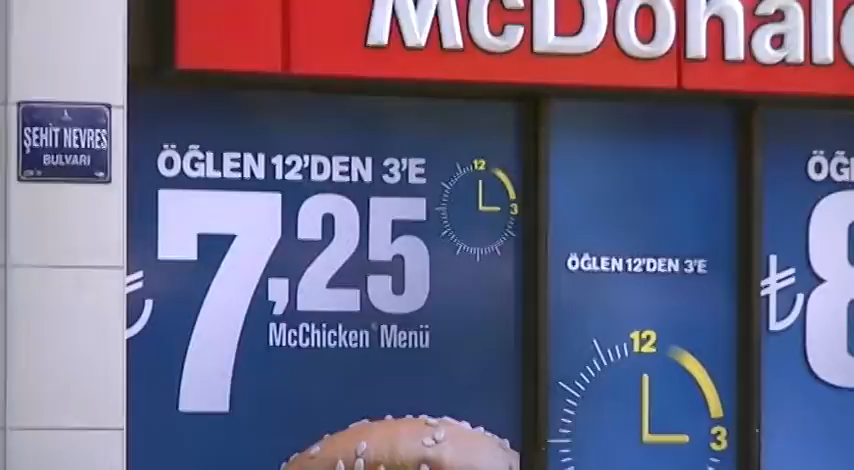 McDonal
ŞEHİT NEVRES
BULVARI
ÖĞLEN 12'DEN 3'E
12
3
₺7,25
McChicken® Menü
ÖĞLEN 12'DEN 3'E
12
3
ÖĞL
₺8